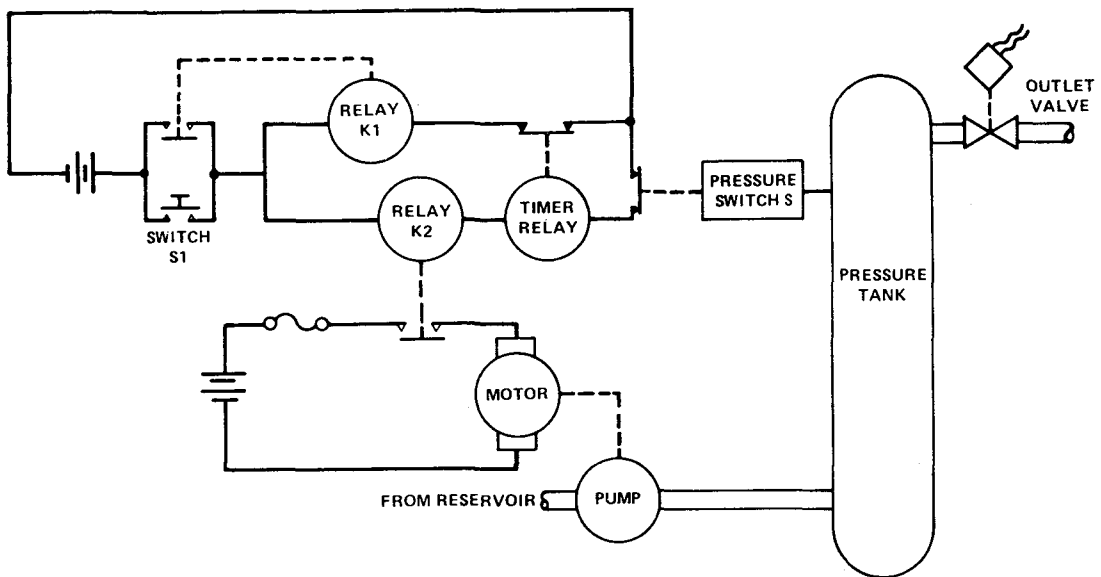 RELAY
K1
OUTLET
VALVE
SWITCH
S1
RELAY
K2
TIMER
RELAY
PRESSURE
SWITCH S
PRESSURE
TANK
MOTOR
FROM RESERVOIR
PUMP